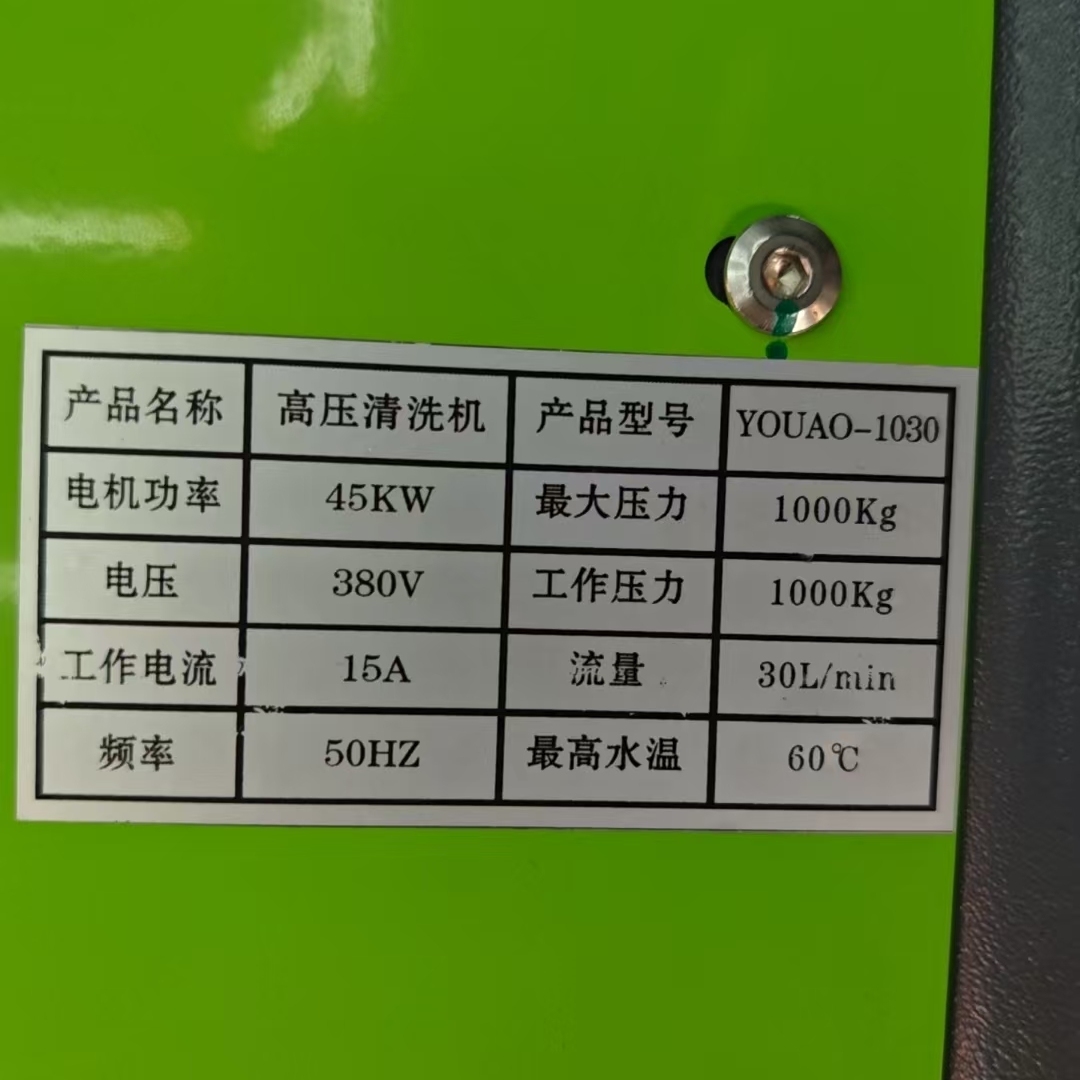 产品名称 高压清洗机 产品型号 YOUAO-1030
电机功率 45KW 最大压力 1000Kg
电压 380V 工作压力 1000Kg
工作电流 15A 流量 30L/min
频率 50HZ 最高水温 60℃